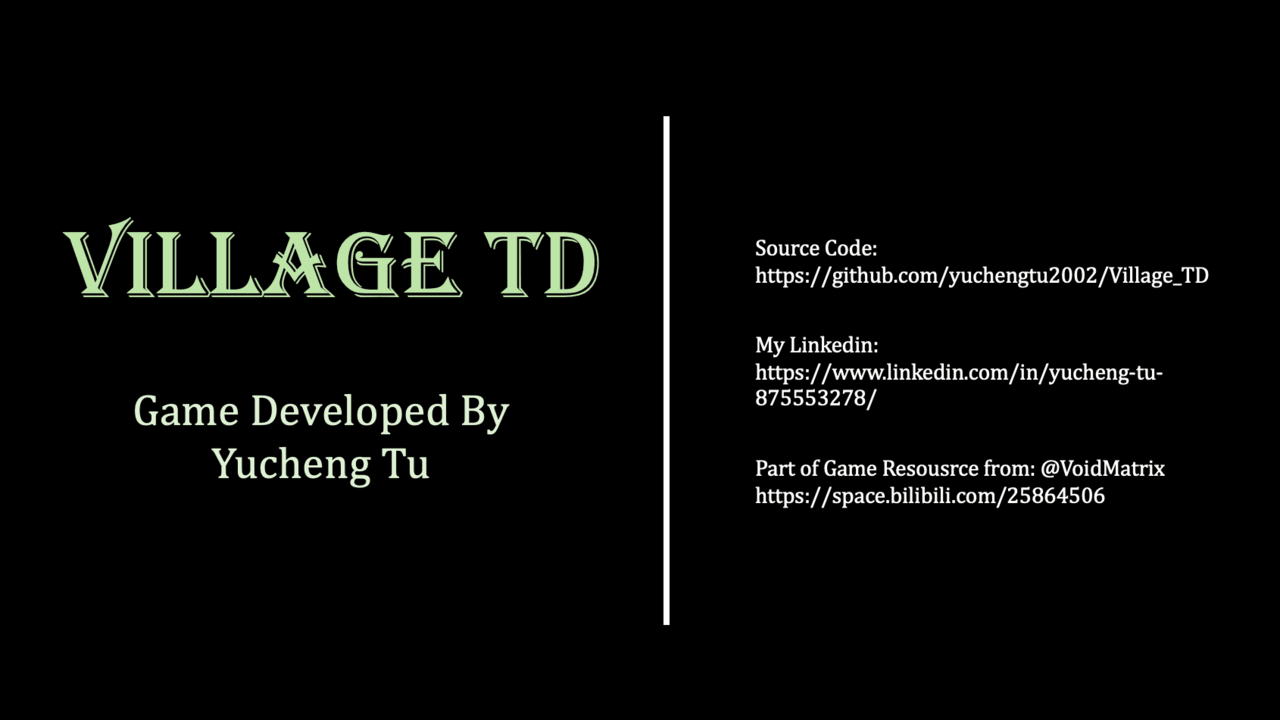 VILLAGE TD
Game Developed By
Yucheng Tu
Source Code:
https://github.com/yuchengtu2002/Village_TD
My Linkedin:
https://www.linkedin.com/in/yucheng-tu-
875553278/
Part of Game Resousrce from: @VoidMatrix
https://space.bilibili.com/25864506